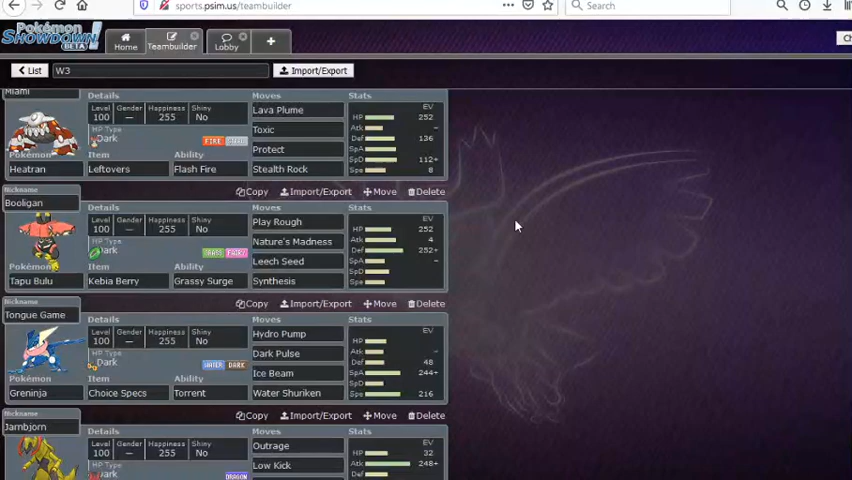 sports.psim.us/teambuilder
Search
Pokémon
Showdown
BETA
Home
Teambuilder
Lobby
Ch
List
W3
Import/Export
Miami
Details
Moves
Stats
Level Gender Happiness Shiny
100 — 255 No
HP Type
Dark
FIRE
Pokémon Item Ability
Heatran Leftovers Flash Fire
Lava Plume
Toxic
Protect
Stealth Rock
EV
HP 252
Atk –
Def 136
SpA
SpD 112+
Spe 8
Copy Import/Export Move Delete
Nickname
Booligan
Details
Moves
Stats
Level Gender Happiness Shiny
100 — 255 No
HP Type
Dark
GRASS FAIRY
Pokémon Item Ability
Tapu Bulu Kebia Berry Grassy Surge
Play Rough
Nature's Madness
Leech Seed
Synthesis
EV
HP 252
Atk 4
Def 252+
SpA –
SpD
Spe
Copy Import/Export Move Delete
Nickname
Tongue Game
Details
Moves
Stats
Level Gender Happiness Shiny
100 — 255 No
HP Type
Dark
WATER DARK
Pokémon Item Ability
Greninja Choice Specs Torrent
Hydro Pump
Dark Pulse
Ice Beam
Water Shuriken
EV
HP
Atk –
Def 48
SpA 244+
SpD
Spe 216
Copy Import/Export Move Delete
Nickname
Jarnbjorn
Details
Moves
Stats
Level Gender Happiness Shiny
100 — 255 No
HP Type
Dark
DRAGON
Outrage
Low Kick
EV
HP 32
Atk 248+
Def